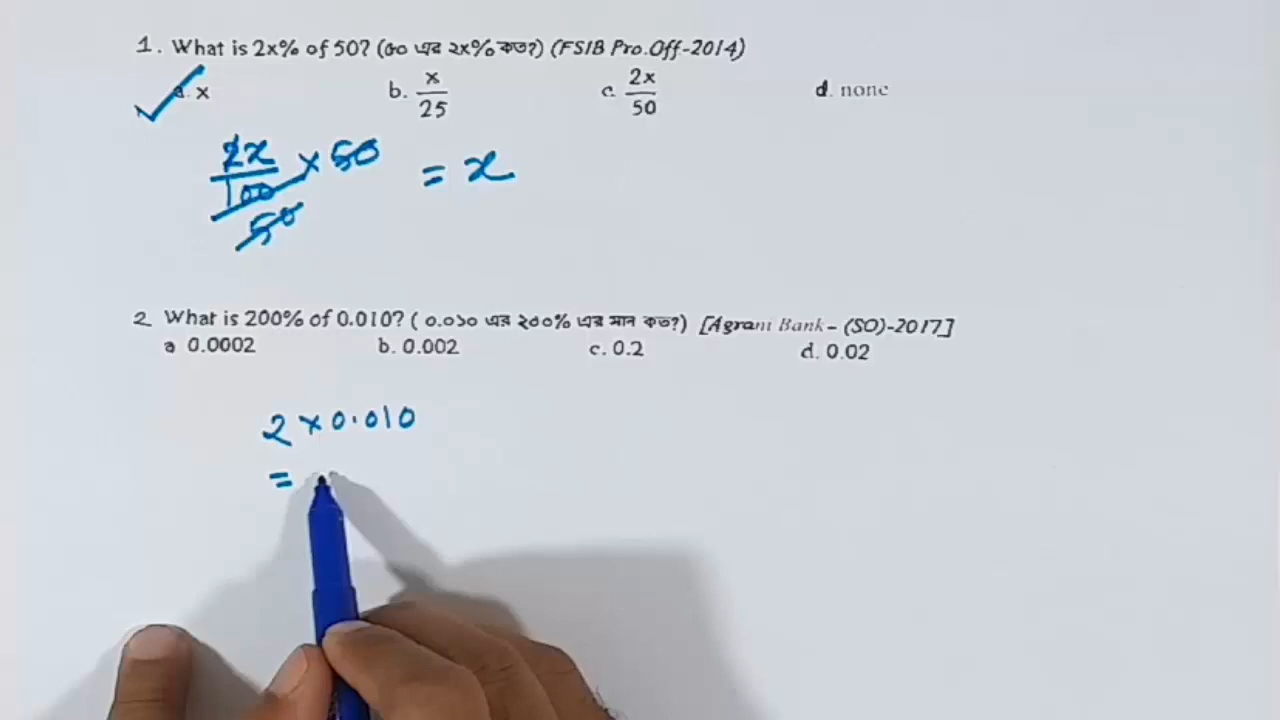 1. What is 2x% of 50? (৫০ এর ২x% কত?) (FSIB Pro.Off-2014)
a. x b. x/25 c. 2x/50 d. none
2x/100 × 50 = x
50
2 What is 200% of 0.010? ( ০.০১০ এর ২০০% এর মান কত?) [Agrani Bank- (SO)-2017]
a 0.0002 b. 0.002 c. 0.2 d. 0.02
2 × 0.010
=